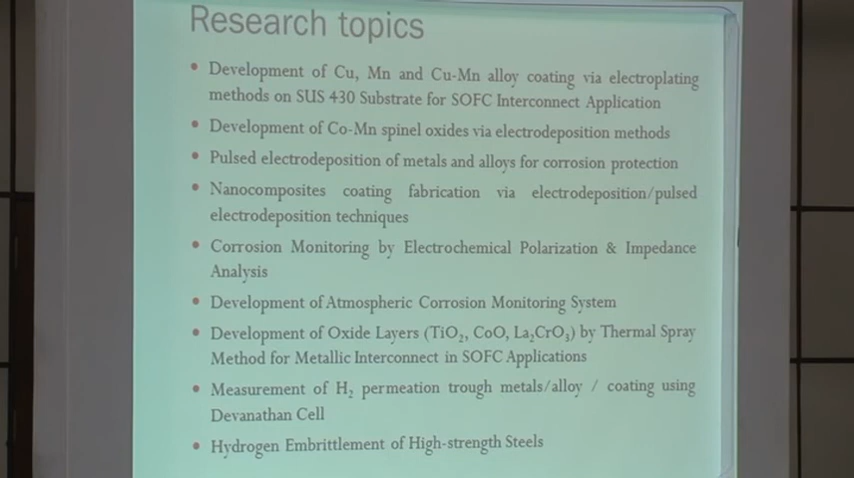 Research topics
• Development of Cu, Mn and Cu-Mn alloy coating via electroplating
methods on SUS 430 Substrate for SOFC Interconnect Application
• Development of Co-Mn spinel oxides via electrodeposition methods
• Pulsed electrodeposition of metals and alloys for corrosion protection
• Nanocomposites coating fabrication via electrodeposition/pulsed
electrodeposition techniques
• Corrosion Monitoring by Electrochemical Polarization & Impedance
Analysis
• Development of Atmospheric Corrosion Monitoring System
• Development of Oxide Layers (TiO₂, CoO, La₂CrO₃) by Thermal Spray
Method for Metallic Interconnect in SOFC Applications
• Measurement of H₂ permeation trough metals/alloy / coating using
Devanathan Cell
• Hydrogen Embrittlement of High-strength Steels